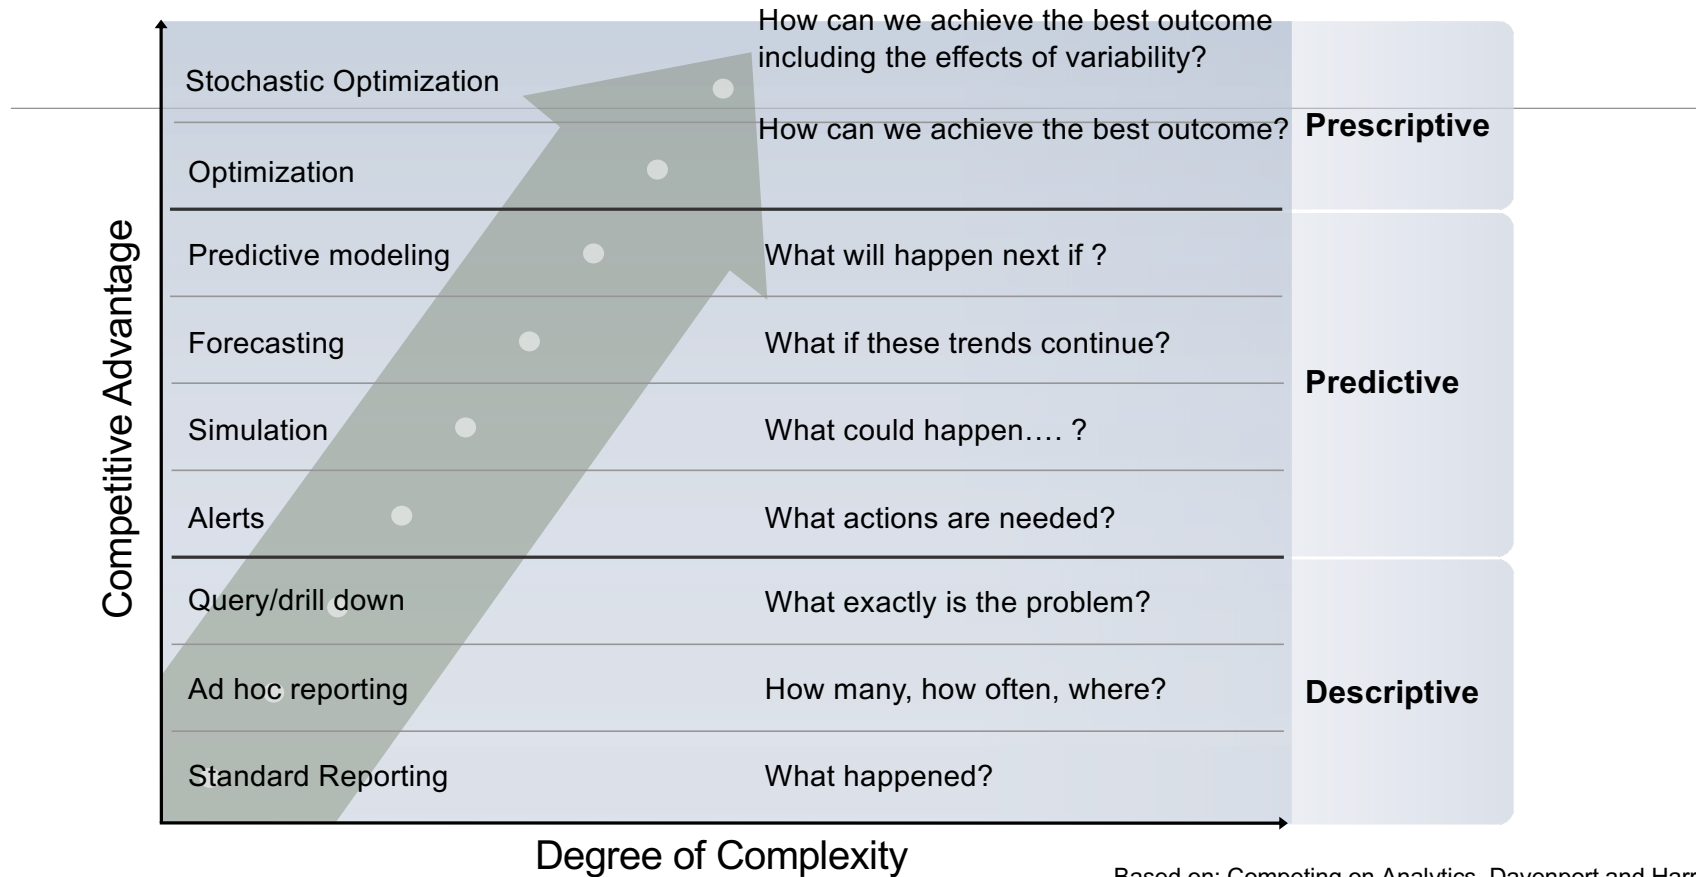 How can we achieve the best outcome
including the effects of variability?
Stochastic Optimization
How can we achieve the best outcome?
Prescriptive
Optimization
Predictive modeling
What will happen next if ?
Forecasting
What if these trends continue?
Predictive
Simulation
What could happen…. ?
Alerts
What actions are needed?
Query/drill down
What exactly is the problem?
Ad hoc reporting
How many, how often, where?
Descriptive
Standard Reporting
What happened?
Competitive Advantage
Degree of Complexity
Based on: Competing on Analytics, Davenport and